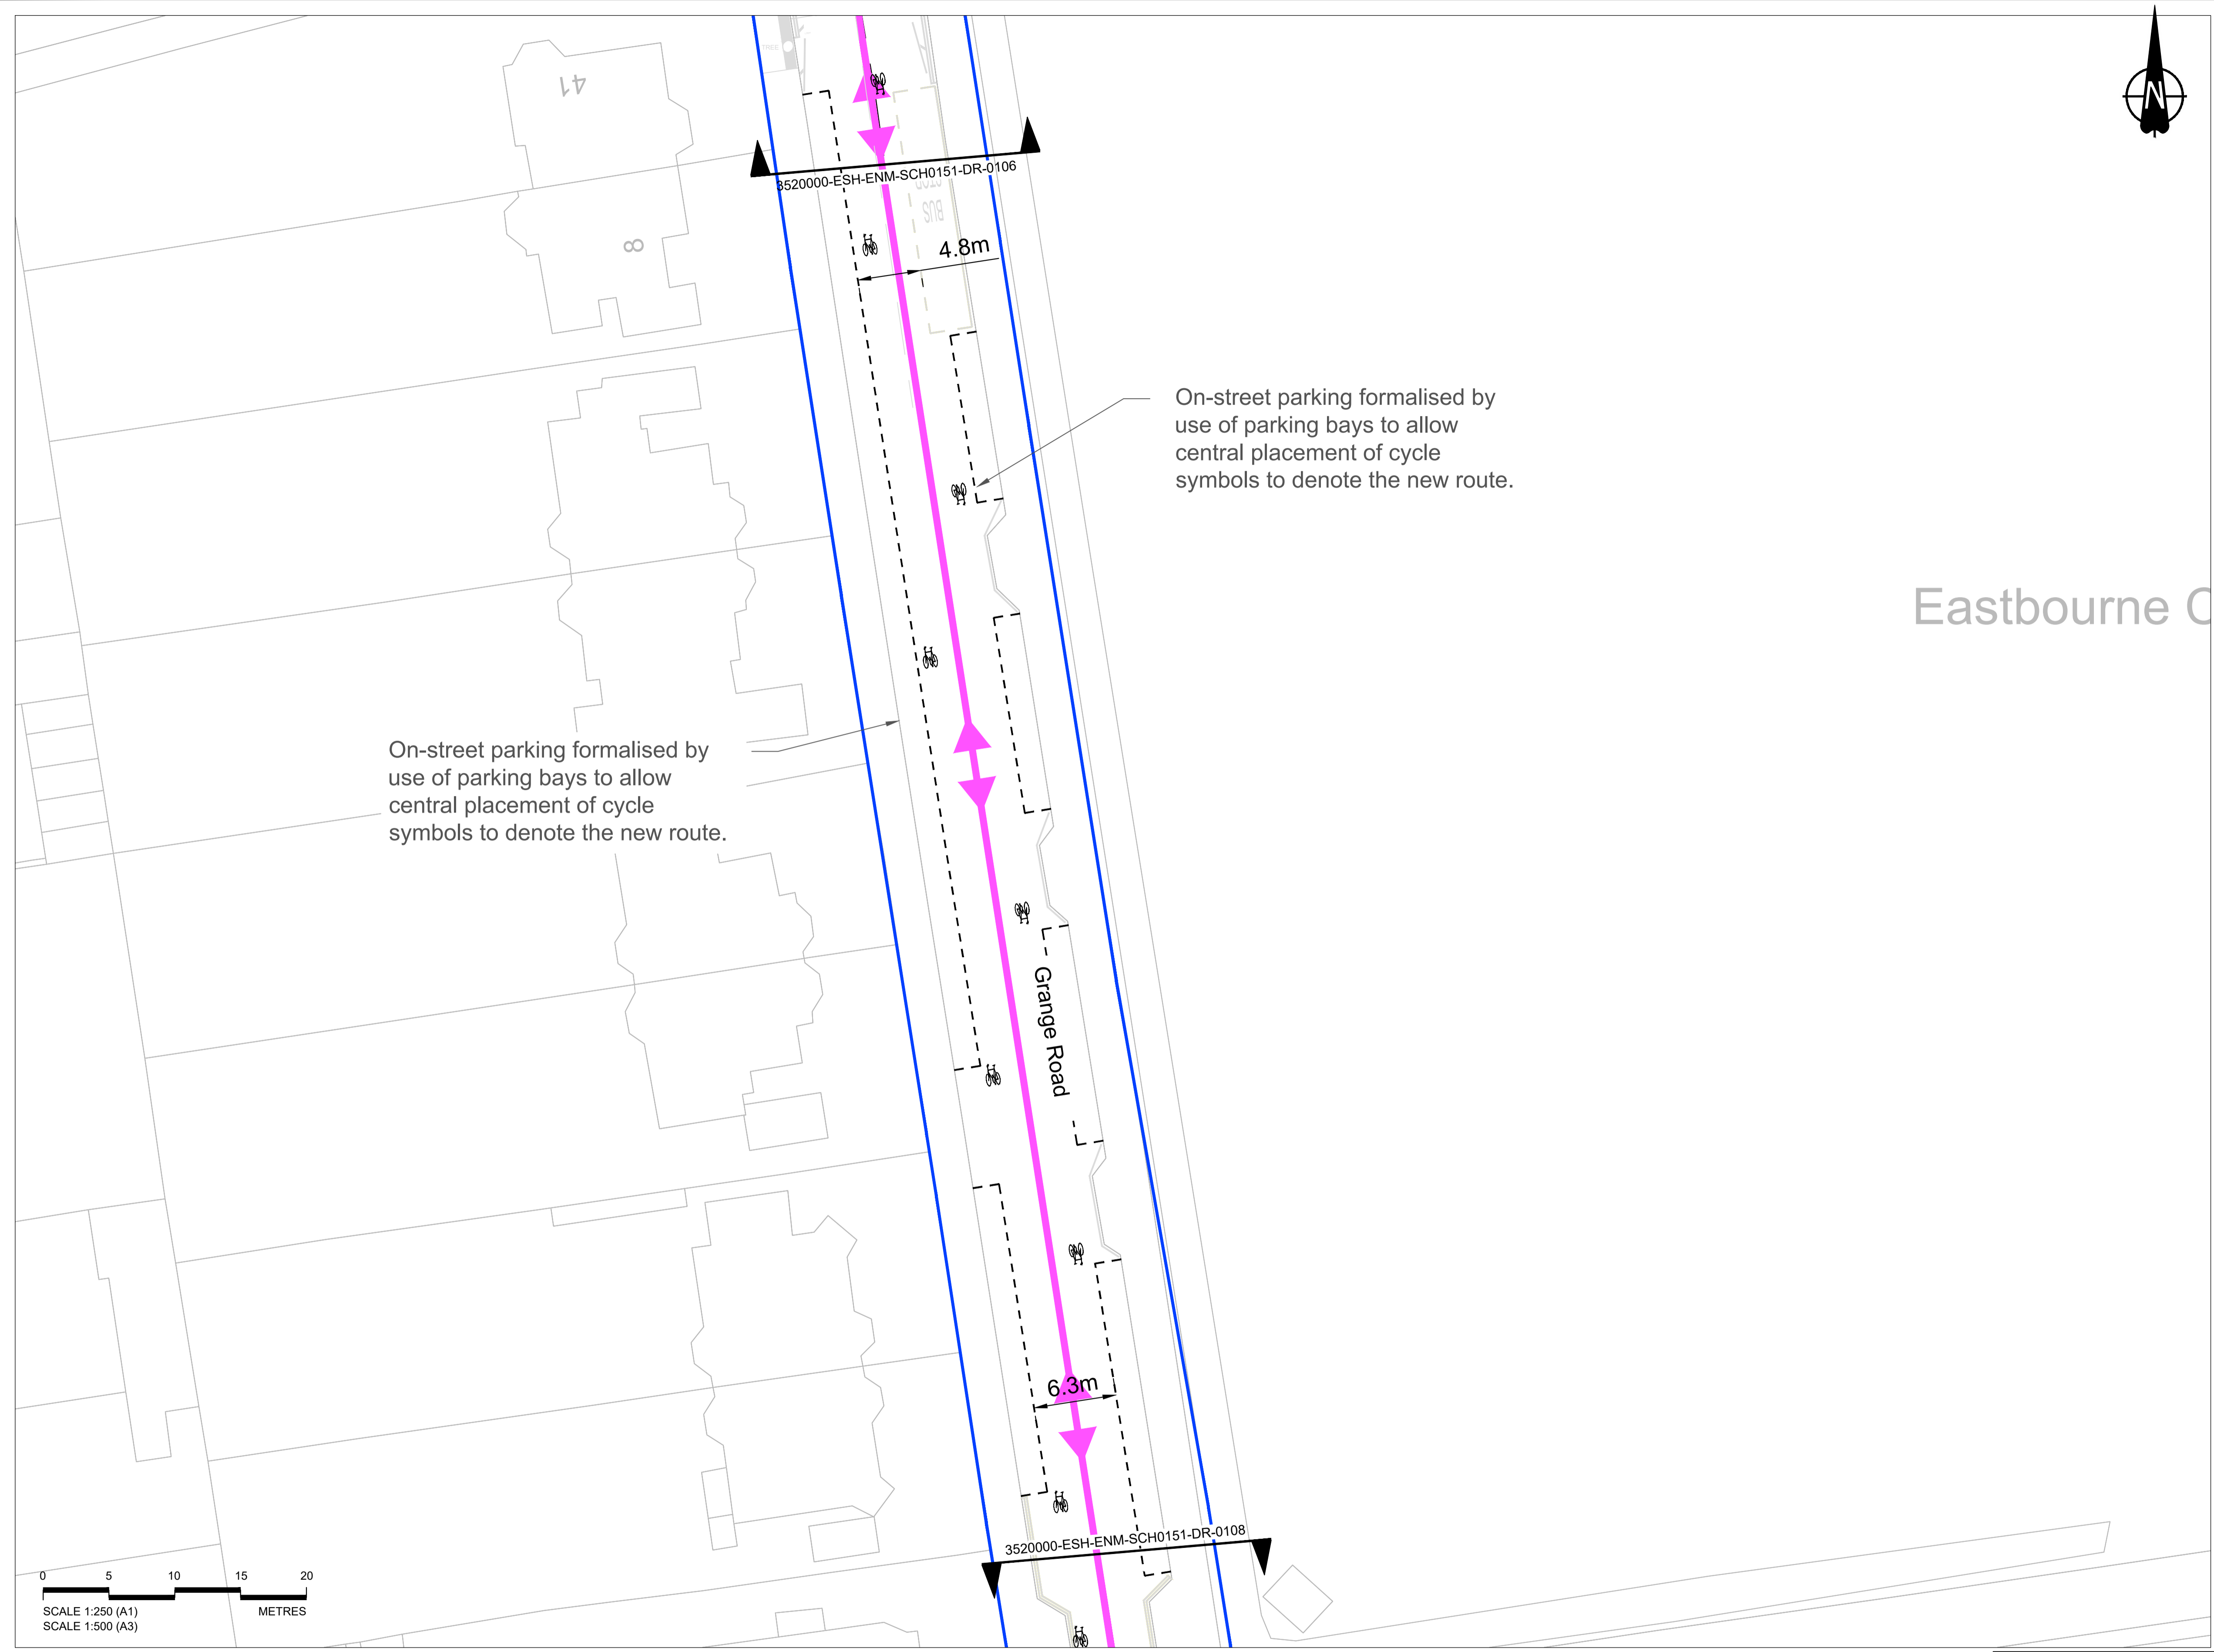 TREE
41
N
3520000-ESH-ENM-SCH0151-DR-0106
STOP
BUS
8
4.8m
On-street parking formalised by
use of parking bays to allow
central placement of cycle
symbols to denote the new route.
Eastbourne C
On-street parking formalised by
use of parking bays to allow
central placement of cycle
symbols to denote the new route.
Grange Road
6.3m
3520000-ESH-ENM-SCH0151-DR-0108
0 5 10 15 20
SCALE 1:250 (A1) METRES
SCALE 1:500 (A3)